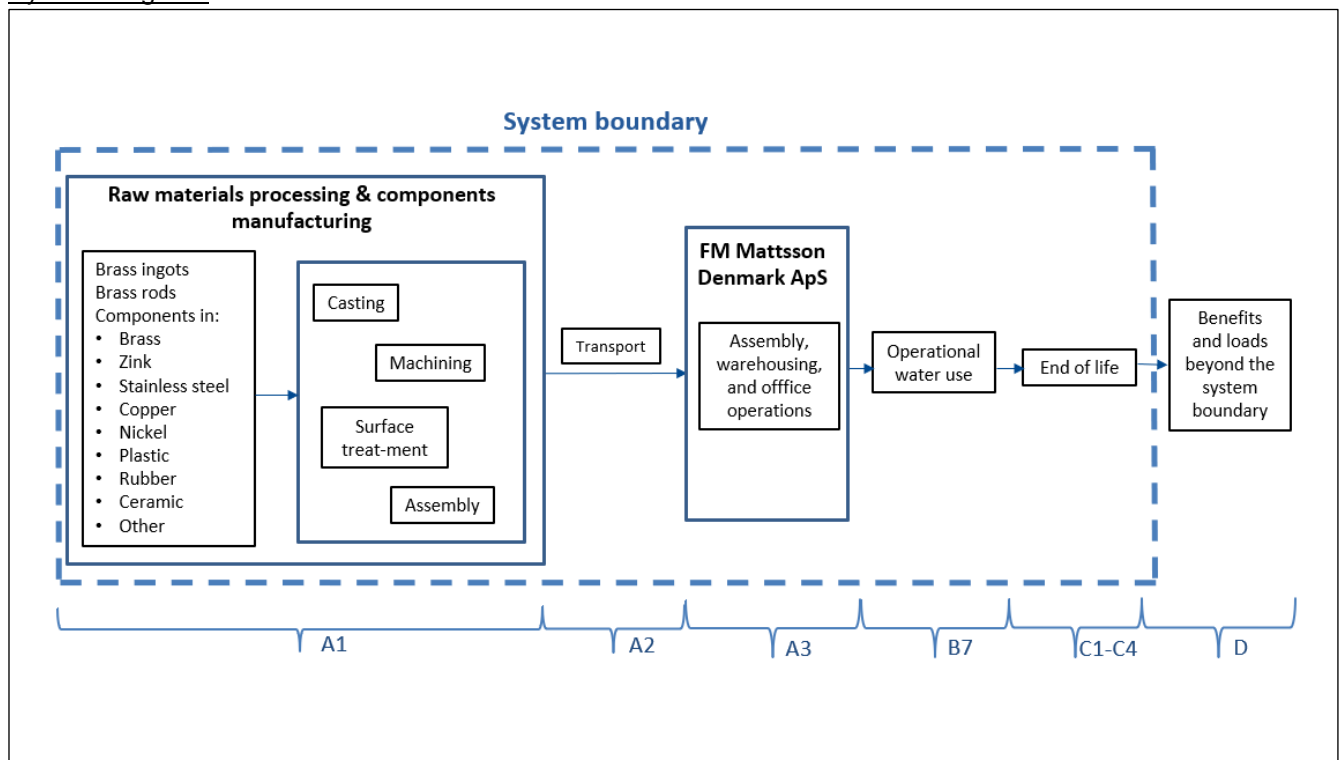 System boundary
Raw materials processing & components
manufacturing
Brass ingots
Brass rods
Components in:
• Brass
• Zink
• Stainless steel
• Copper
• Nickel
• Plastic
• Rubber
• Ceramic
• Other
Casting
Machining
Surface
treat-ment
Assembly
Transport
FM Mattsson
Denmark ApS
Assembly,
warehousing,
and offfice
operations
Operational
water use
End of life
Benefits
and loads
beyond the
system
boundary
A1
A2
A3
B7
C1-C4
D